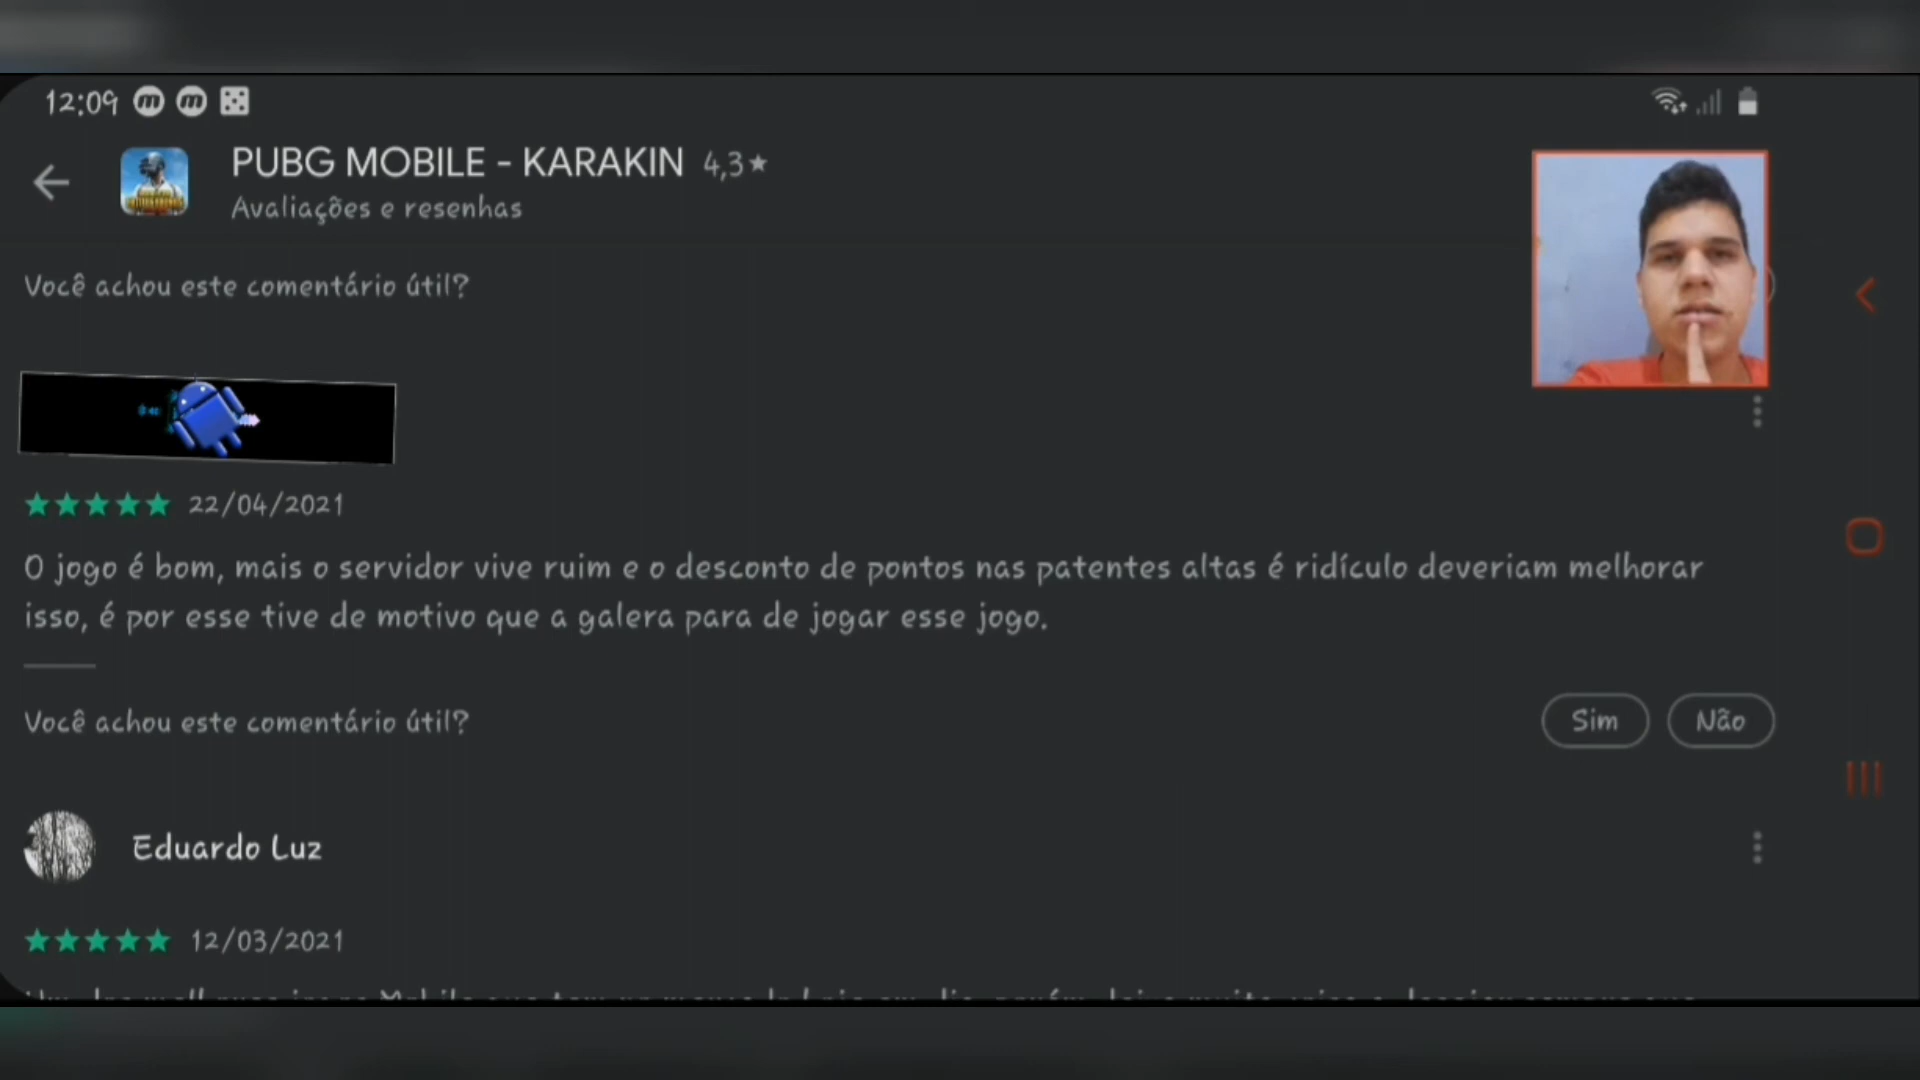 12:09
PUBG MOBILE - KARAKIN 4,3★
Avaliações e resenhas
Você achou este comentário útil?
22/04/2021
O jogo é bom, mais o servidor vive ruim e o desconto de pontos nas patentes altas é ridículo deveriam melhorar
isso, é por esse tive de motivo que a galera para de jogar esse jogo.
Você achou este comentário útil?
Sim
Não
Eduardo Luz
12/03/2021